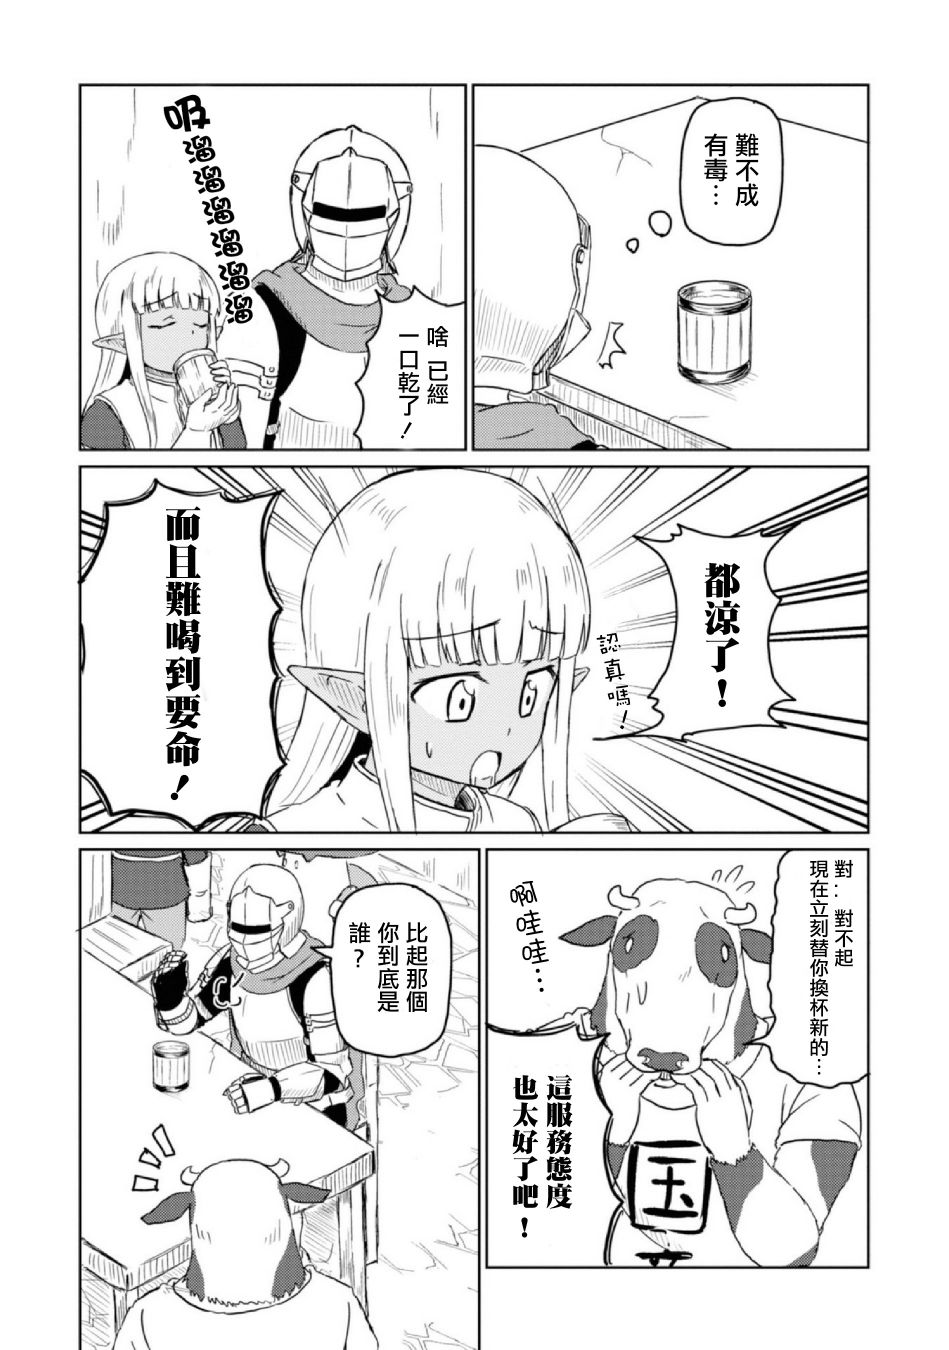 難不成
有毒…
吸溜溜溜溜溜溜
啥 已經
一口乾了！
都涼了！
認真嗎！
而且難喝到要命！
對：對不起
現在立刻替你換杯新的…
啊哇哇…
這服務態度
也太好了吧！
国
比起那個
你到底是
誰？